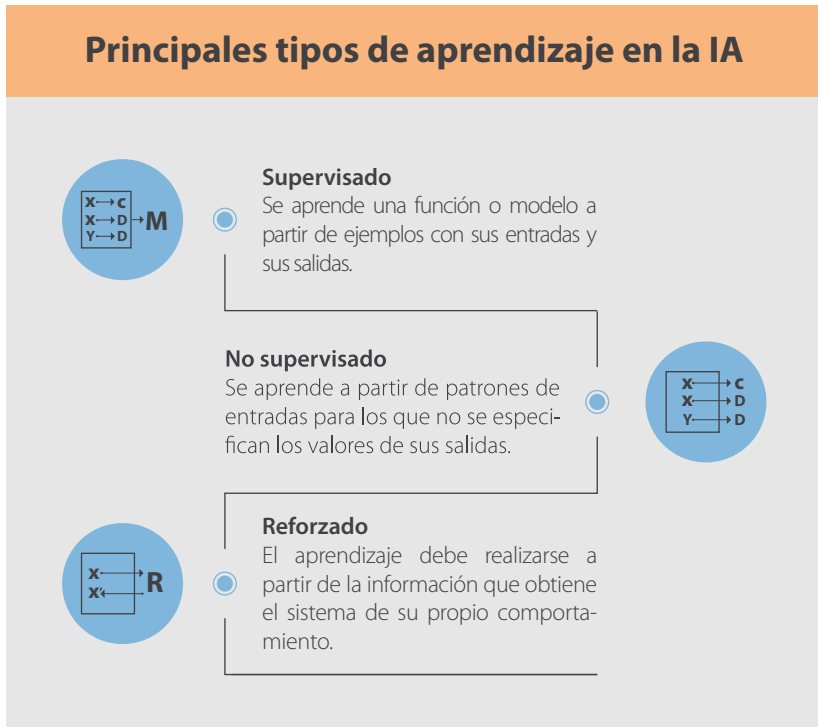 Principales tipos de aprendizaje en la IA
X→C
X→D→M
Y→D
Supervisado
Se aprende una función o modelo a
partir de ejemplos con sus entradas y
sus salidas.
No supervisado
Se aprende a partir de patrones de
entradas para los que no se especi-
fican los valores de sus salidas.
X→C
X→D
Y→D
X→R
X'←
Reforzado
El aprendizaje debe realizarse a
partir de la información que obtiene
el sistema de su propio comporta-
miento.